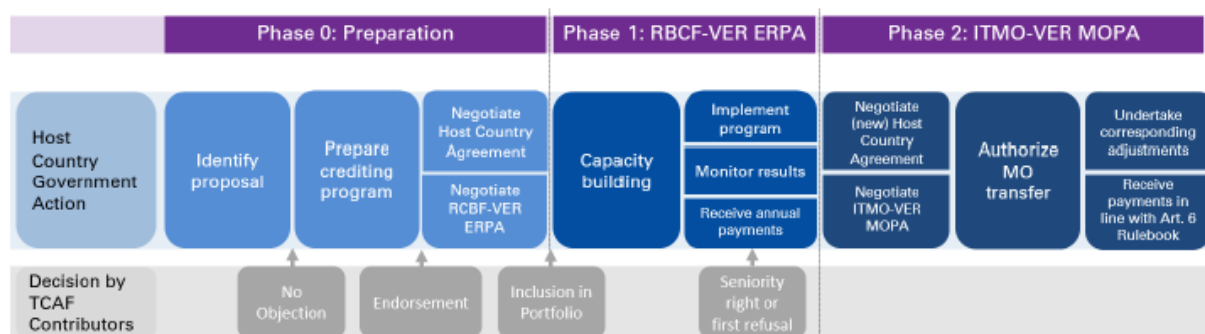 Phase 0: Preparation
Phase 1: RBCF-VER ERPA
Phase 2: ITMO-VER MOPA
Host
Country
Government
Action
Identify
proposal
Prepare
crediting
program
Negotiate
Host Country
Agreement
Negotiate
RCBF-VER
ERPA
Capacity
building
Implement
program
Monitor results
Receive annual
payments
Negotiate
(new) Host
Country
Agreement
Negotiate
ITMO-VER
MOPA
Authorize
MO
transfer
Undertake
corresponding
adjustments
Receive
payments in
line with Art. 6
Rulebook
Decision by
TCAF
Contributors
No
Objection
Endorsement
Inclusion in
Portfolio
Seniority
right or
first refusal